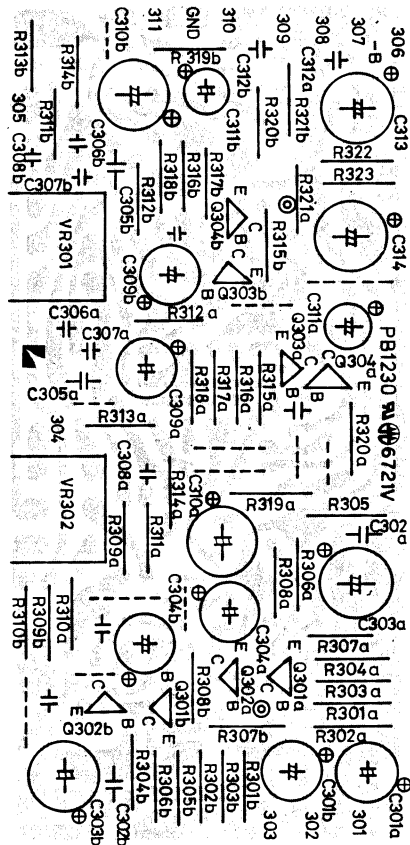 311
GND
310
309
308
307
306
-B
C310b
R319b
C312b
C311b
R320b
R321b
C312a
C313
R313b
R314b
305
R311b
C308b
C306b
C307b
C305b
R312b
R318b
R316b
R317b
R322
R323
E
Q304b
C
B
R321a
R315b
C314
VR301
C309b
C
E
B
Q303b
R312a
C306a
C307a
C305a
C311a
E
Q303a
B
C
C
B
Q304a
E
PB1230
6721V
304
R313a
C309a
R318a
R317a
R316a
R315a
R320a
VR302
C308a
R314a
C310a
R319a
R305
C302a
R309a
R311a
R308a
R306a
C303a
C304b
R310b
R309b
R310a
C304a
E
C
B
Q302a
E
C
B
Q301a
R307a
R304a
R303a
R301a
R302a
C
E
B
Q302b
B
Q301b
C
E
R308b
R307b
C303b
C302b
R304b
R306b
R305b
R302b
R303b
R301b
303
C301b
302
301
C301a